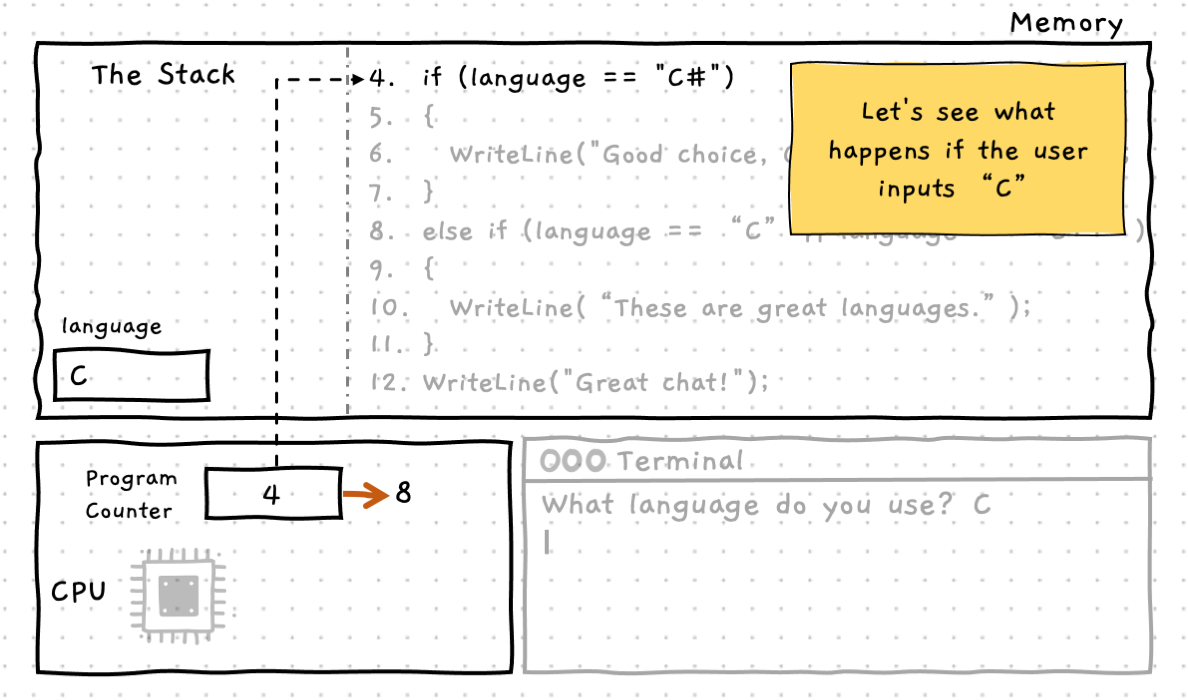 Memory
The Stack
4. if (language == "C#")
5. {
6. WriteLine("Good choice,
7. }
8. else if (language == “C” || language )
9. {
10. WriteLine( “These are great languages.” );
11. }
12. WriteLine("Great chat!");
Let's see what
happens if the user
inputs “C”
language
C
Program
Counter
4
8
CPU
Terminal
What language do you use? C